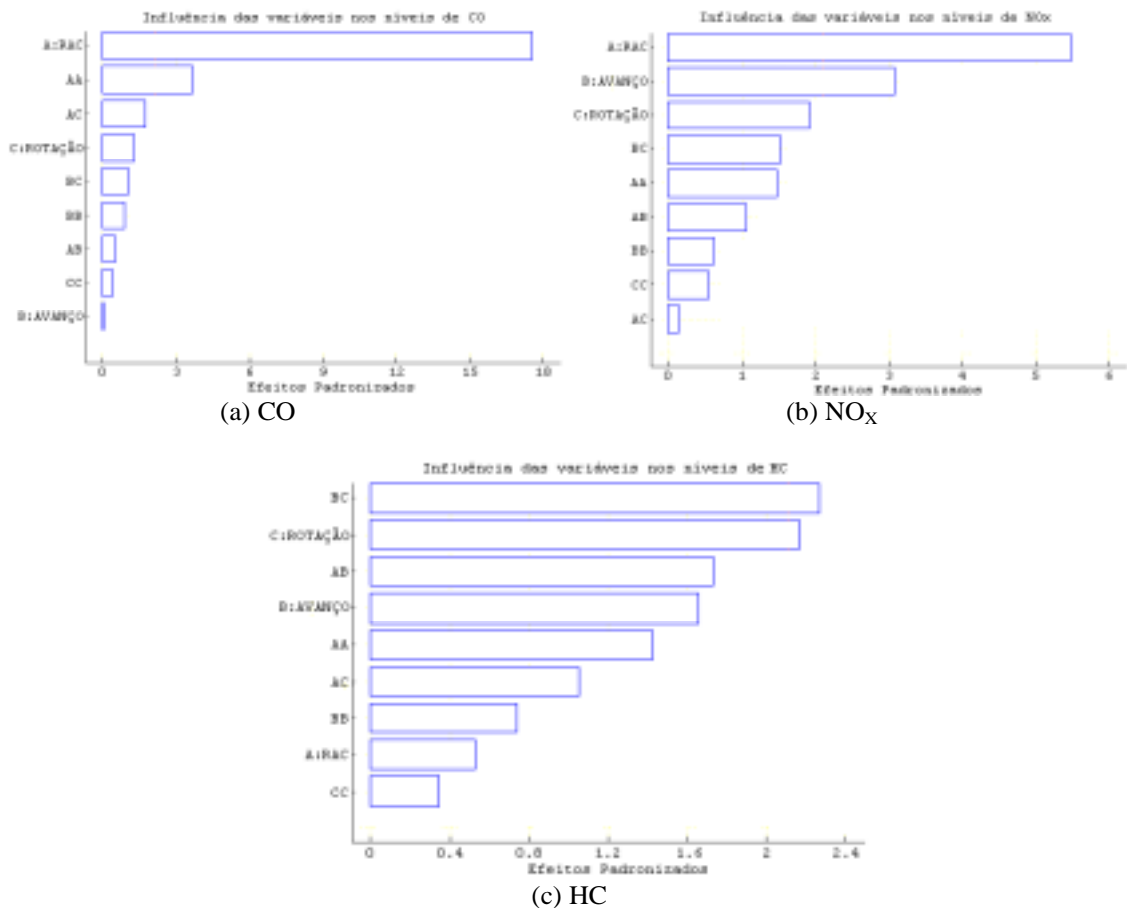 Influência das variáveis nos níveis de CO
A:RAC
AA
AC
C:ROTAÇÃO
BC
BB
AB
CC
B:AVANÇO
0 3 6 9 12 15 18
Efeitos Padronizados
(a) CO
Influência das variáveis nos níveis de NOx
A:RAC
B:AVANÇO
C:ROTAÇÃO
BC
AA
AB
BB
CC
AC
0 1 2 3 4 5 6
Efeitos Padronizados
(b) NOX
Influência das variáveis nos níveis de HC
BC
C:ROTAÇÃO
AB
B:AVANÇO
AA
AC
BB
A:RAC
CC
0 0.4 0.8 1.2 1.6 2 2.4
Efeitos Padronizados
(c) HC